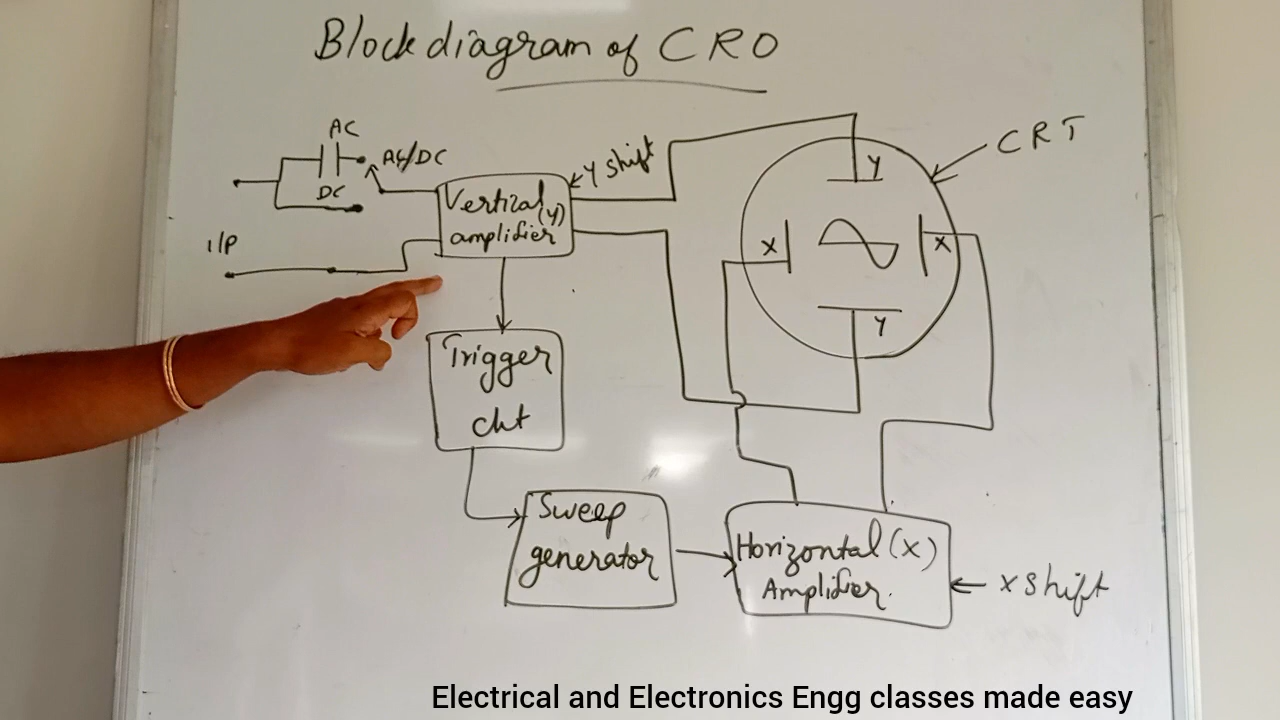 Block diagram of CRO
AC
AC/DC
DC
I/P
Vertical (y)
amplifier
y shift
CRT
y
x
x
y
Trigger
ckt
Sweep
generator
Horizontal (x)
Amplifier.
x shift
Electrical and Electronics Engg classes made easy